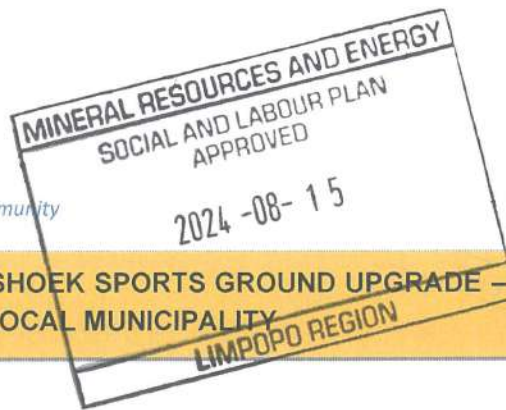 MINERAL RESOURCES AND ENERGY
SOCIAL AND LABOUR PLAN
APPROVED
2024-08-15
SHOEK SPORTS GROUND UPGRADE –
LOCAL MUNICIPALITY
LIMPOPO REGION